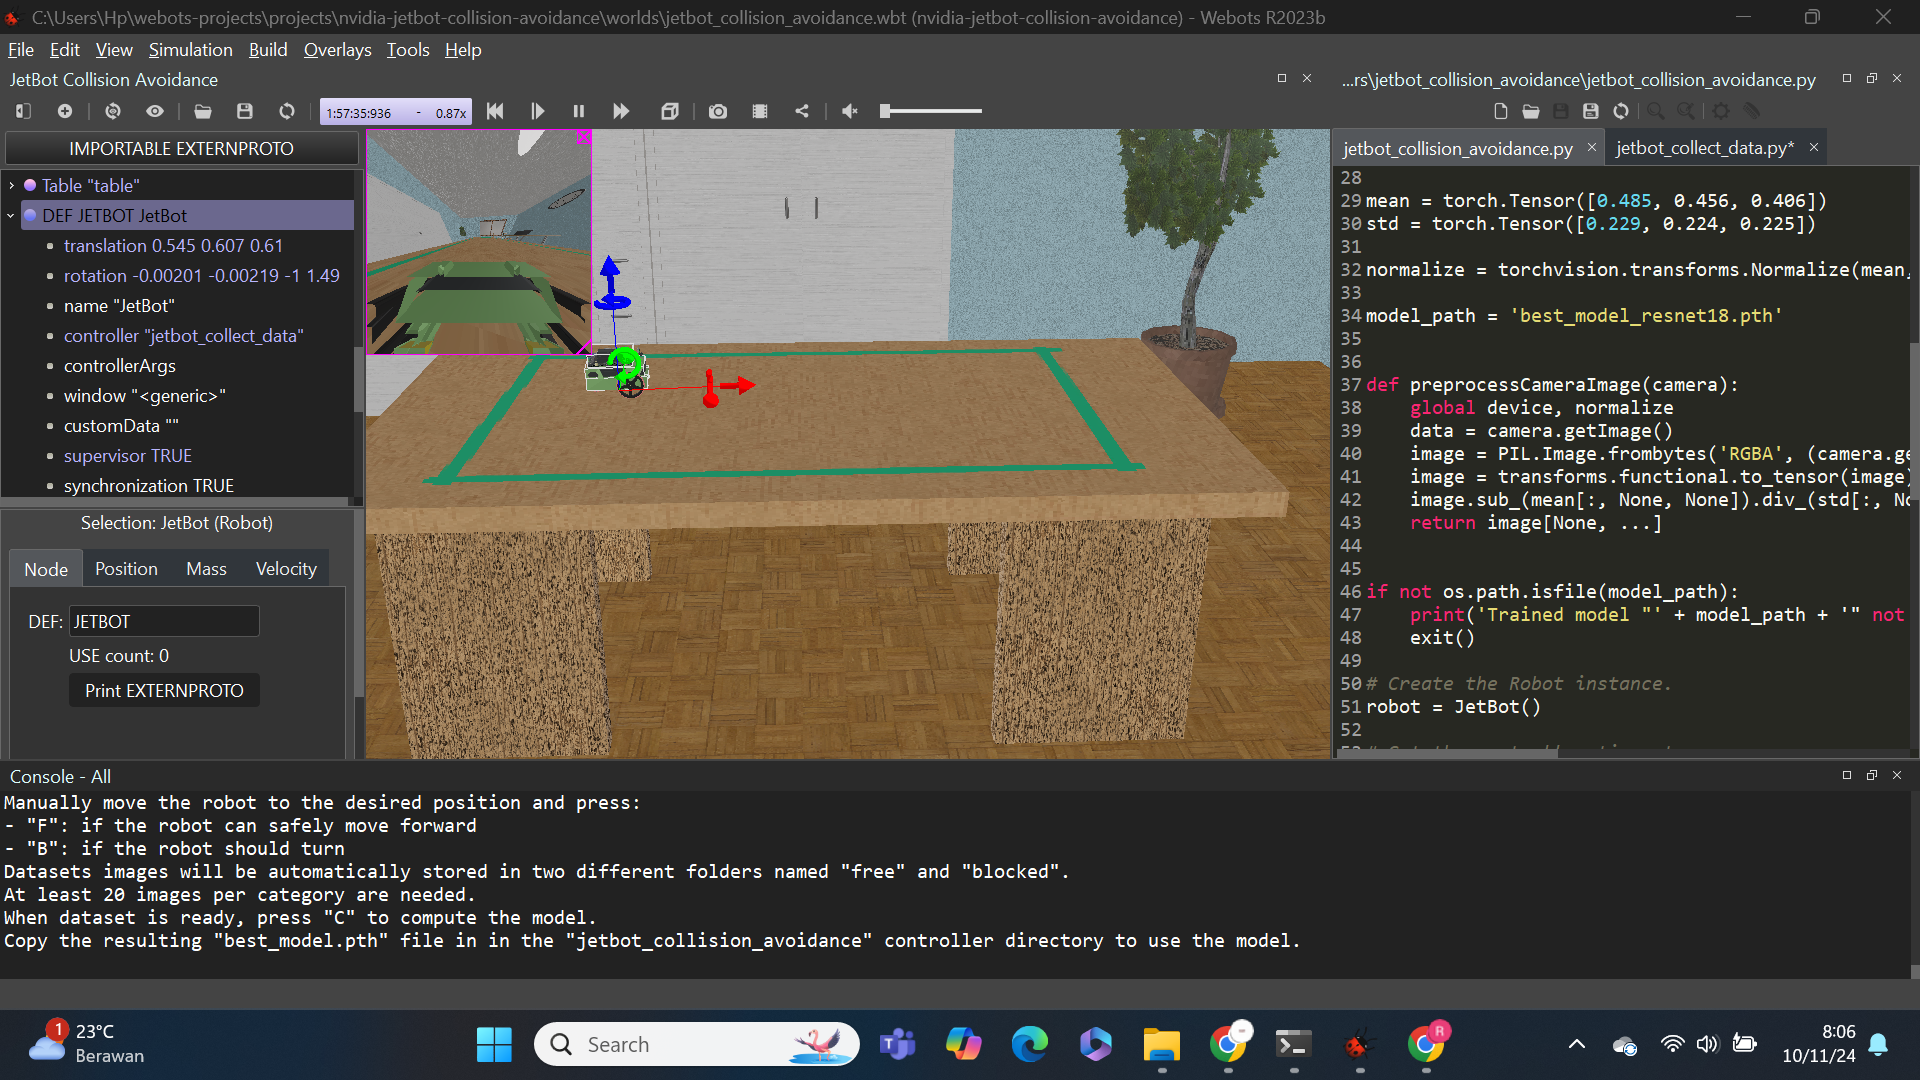 C:\Users\Hp\webots-projects\projects\nvidia-jetbot-collision-avoidance\worlds\jetbot_collision_avoidance.wbt (nvidia-jetbot-collision-avoidance) - Webots R2023b
File Edit View Simulation Build Overlays Tools Help
JetBot Collision Avoidance
1:57:35:936 - 0.87x
IMPORTABLE EXTERNPROTO
Table "table"
DEF JETBOT JetBot
translation 0.545 0.607 0.61
rotation -0.00201 -0.00219 -1 1.49
name "JetBot"
controller "jetbot_collect_data"
controllerArgs
window "<generic>"
customData ""
supervisor TRUE
synchronization TRUE
Selection: JetBot (Robot)
Node Position Mass Velocity
DEF: JETBOT
USE count: 0
Print EXTERNPROTO
...rs\jetbot_collision_avoidance\jetbot_collision_avoidance.py
jetbot_collision_avoidance.py × jetbot_collect_data.py* ×
28
29 mean = torch.Tensor([0.485, 0.456, 0.406])
30 std = torch.Tensor([0.229, 0.224, 0.225])
31
32 normalize = torchvision.transforms.Normalize(mean,
33
34 model_path = 'best_model_resnet18.pth'
35
36
37 def preprocessCameraImage(camera):
38     global device, normalize
39     data = camera.getImage()
40     image = PIL.Image.frombytes('RGBA', (camera.ge
41     image = transforms.functional.to_tensor(image)
42     image.sub_(mean[:, None, None]).div_(std[:, No
43     return image[None, ...]
44
45
46 if not os.path.isfile(model_path):
47     print('Trained model "' + model_path + '" not
48     exit()
49
50 # Create the Robot instance.
51 robot = JetBot()
52
Console - All
Manually move the robot to the desired position and press:
- "F": if the robot can safely move forward
- "B": if the robot should turn
Datasets images will be automatically stored in two different folders named "free" and "blocked".
At least 20 images per category are needed.
When dataset is ready, press "C" to compute the model.
Copy the resulting "best_model.pth" file in in the "jetbot_collision_avoidance" controller directory to use the model.
1
23°C
Berawan
Search
R
8:06
10/11/24